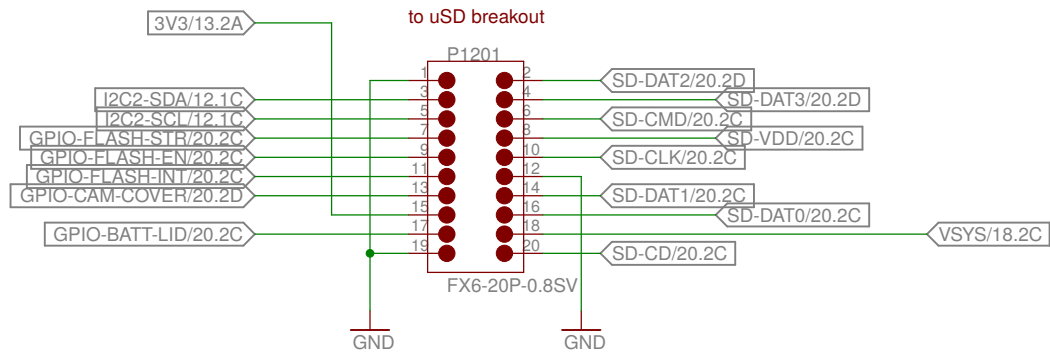 to uSD breakout
3V3/13.2A
P1201
1 2 SD-DAT2/20.2D
I2C2-SDA/12.1C 3 4 SD-DAT3/20.2D
I2C2-SCL/12.1C 5 6 SD-CMD/20.2C
GPIO-FLASH-STR/20.2C 7 8 SD-VDD/20.2C
GPIO-FLASH-EN/20.2C 9 10 SD-CLK/20.2C
GPIO-FLASH-INT/20.2C 11 12
GPIO-CAM-COVER/20.2D 13 14 SD-DAT1/20.2C
15 16 SD-DAT0/20.2C
GPIO-BATT-LID/20.2C 17 18 VSYS/18.2C
19 20 SD-CD/20.2C
FX6-20P-0.8SV
GND GND